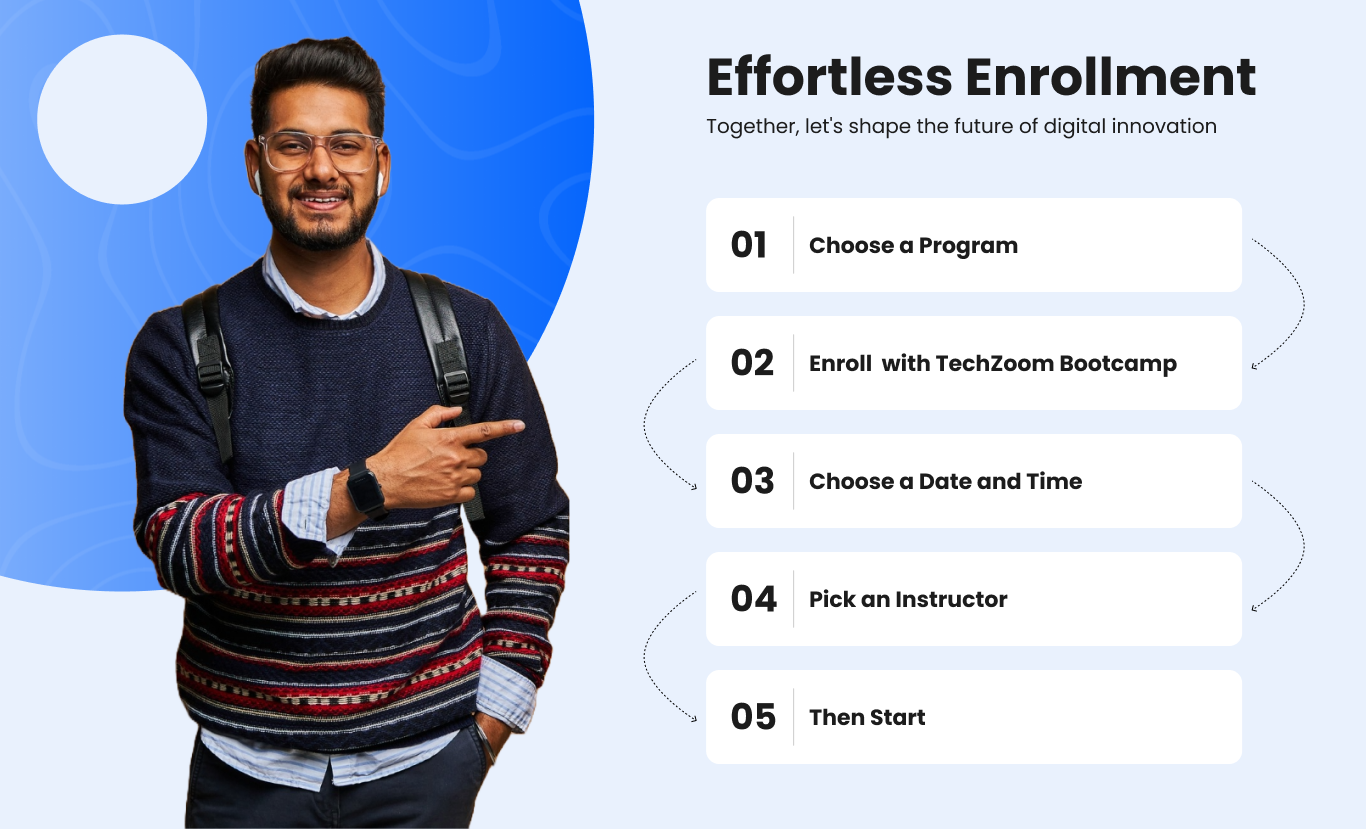 Effortless Enrollment
Together, let's shape the future of digital innovation
01 Choose a Program
02 Enroll with TechZoom Bootcamp
03 Choose a Date and Time
04 Pick an Instructor
05 Then Start